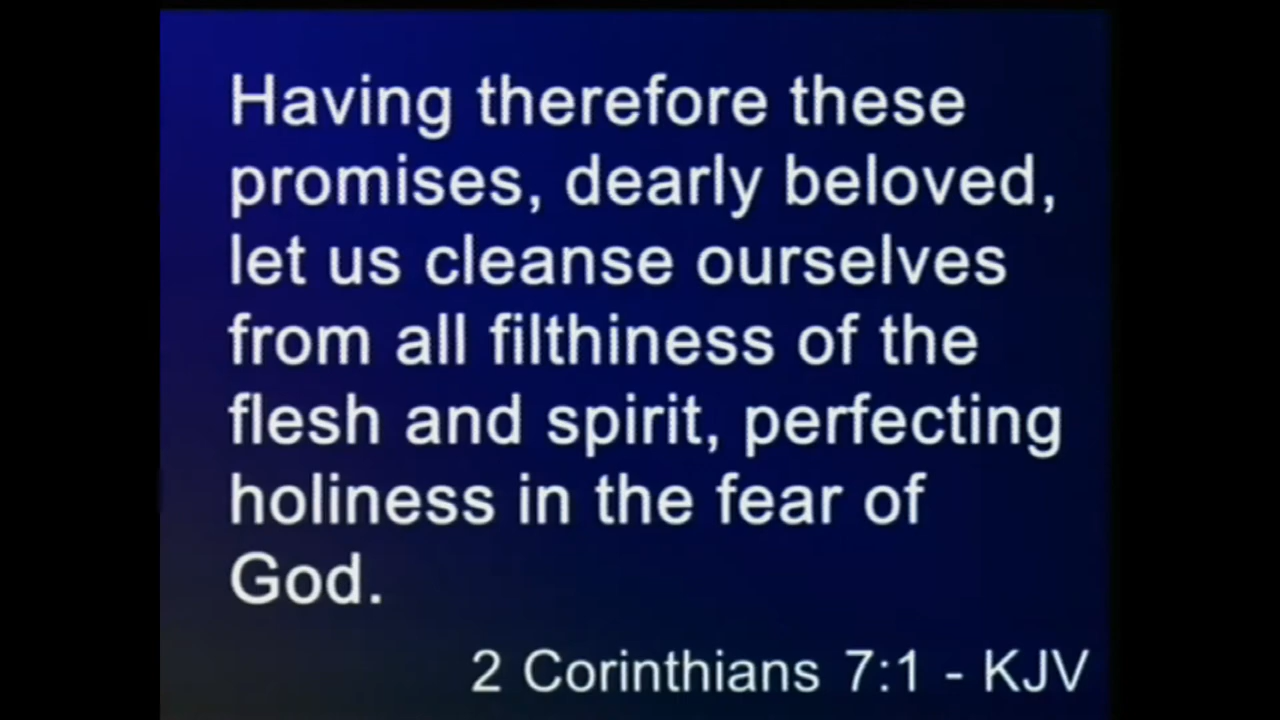 Having therefore these
promises, dearly beloved,
let us cleanse ourselves
from all filthiness of the
flesh and spirit, perfecting
holiness in the fear of
God.
2 Corinthians 7:1 - KJV